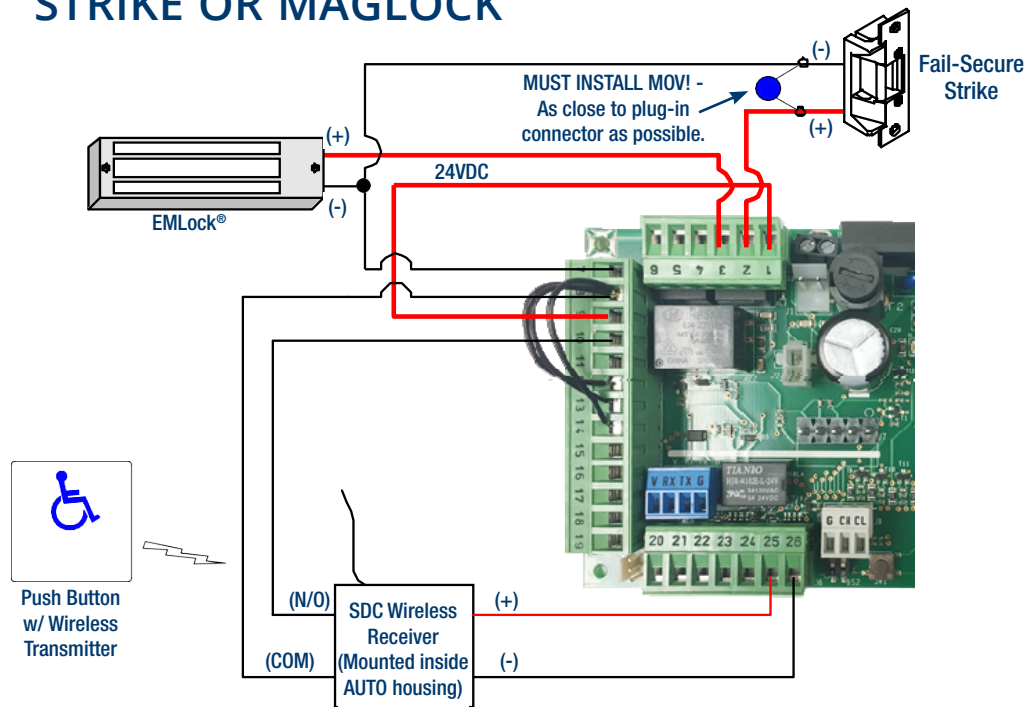 STRIKE OR MAGLOCK
(-)
Fail-Secure
Strike
MUST INSTALL MOV! -
As close to plug-in
connector as possible.
(+)
(+)
24VDC
(-)
EMLock®
6 5 4 3 2 1
7
8
9
10
11
13
14
15
16
17
18
19
J1
TIANBO
V RX TX G
G CH CL
20 21 22 23 24 25 26
Push Button
w/ Wireless
Transmitter
(N/O)
(COM)
SDC Wireless
Receiver
(Mounted inside
AUTO housing)
(+)
(-)